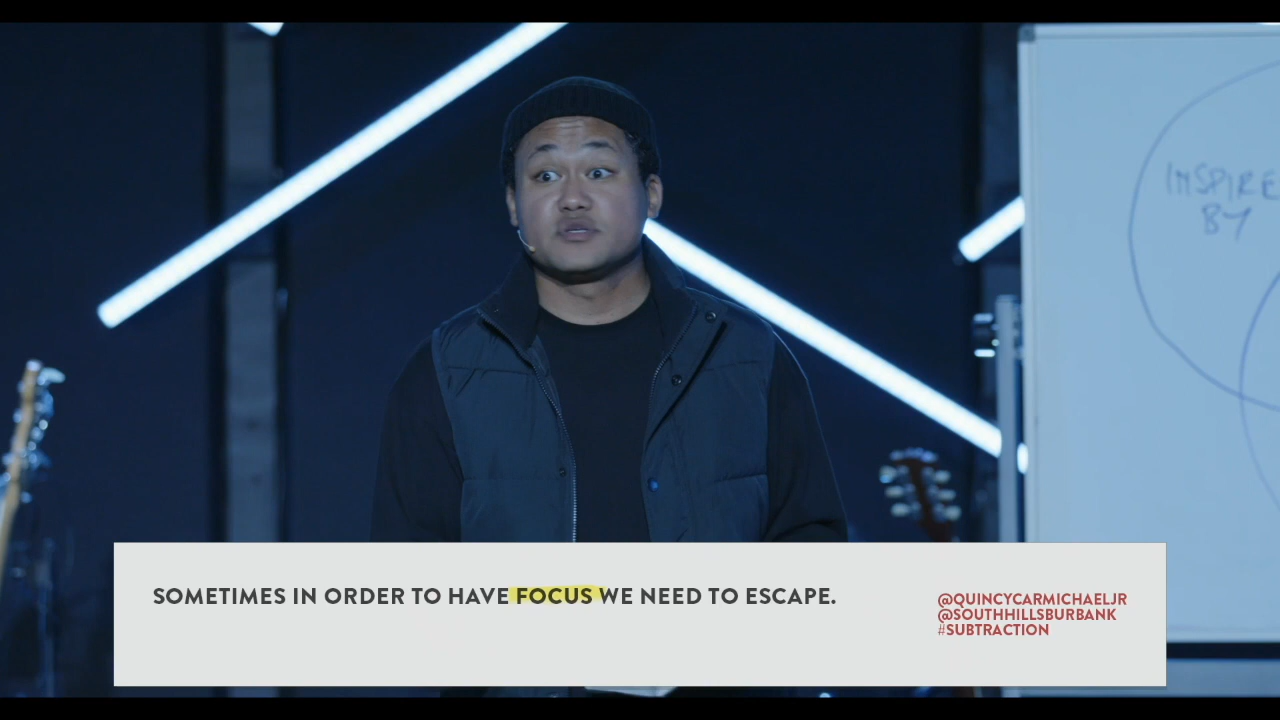 INSPIRE
BY
SOMETIMES IN ORDER TO HAVE FOCUS WE NEED TO ESCAPE.
@QUINCYCARMICHAELJR
@SOUTHHILLSBURBANK
#SUBTRACTION